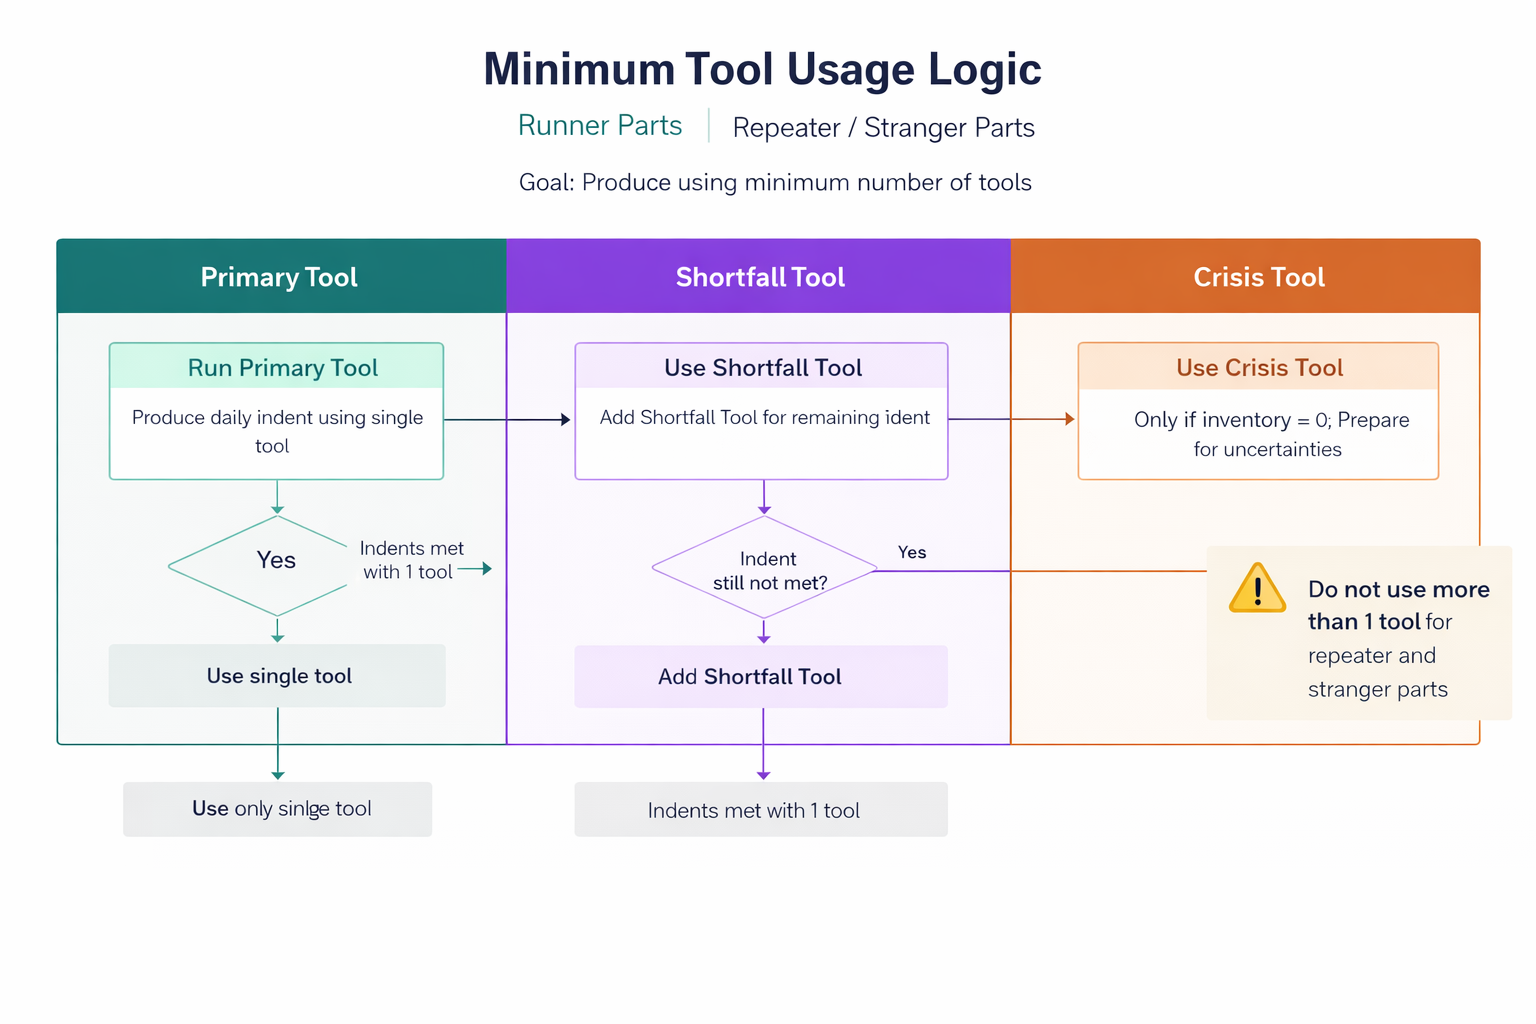 Minimum Tool Usage Logic
Runner Parts
Repeater / Stranger Parts
Goal: Produce using minimum number of tools
Primary Tool
Shortfall Tool
Crisis Tool
Run Primary Tool
Produce daily indent using single
tool
Use Shortfall Tool
Add Shortfall Tool for remaining ident
Use Crisis Tool
Only if inventory = 0; Prepare
for uncertainties
Yes
Indents met
with 1 tool
Indent
still not met?
Yes
Do not use more
than 1 tool for
repeater and
stranger parts
Use single tool
Add Shortfall Tool
Use only sinlge tool
Indents met with 1 tool